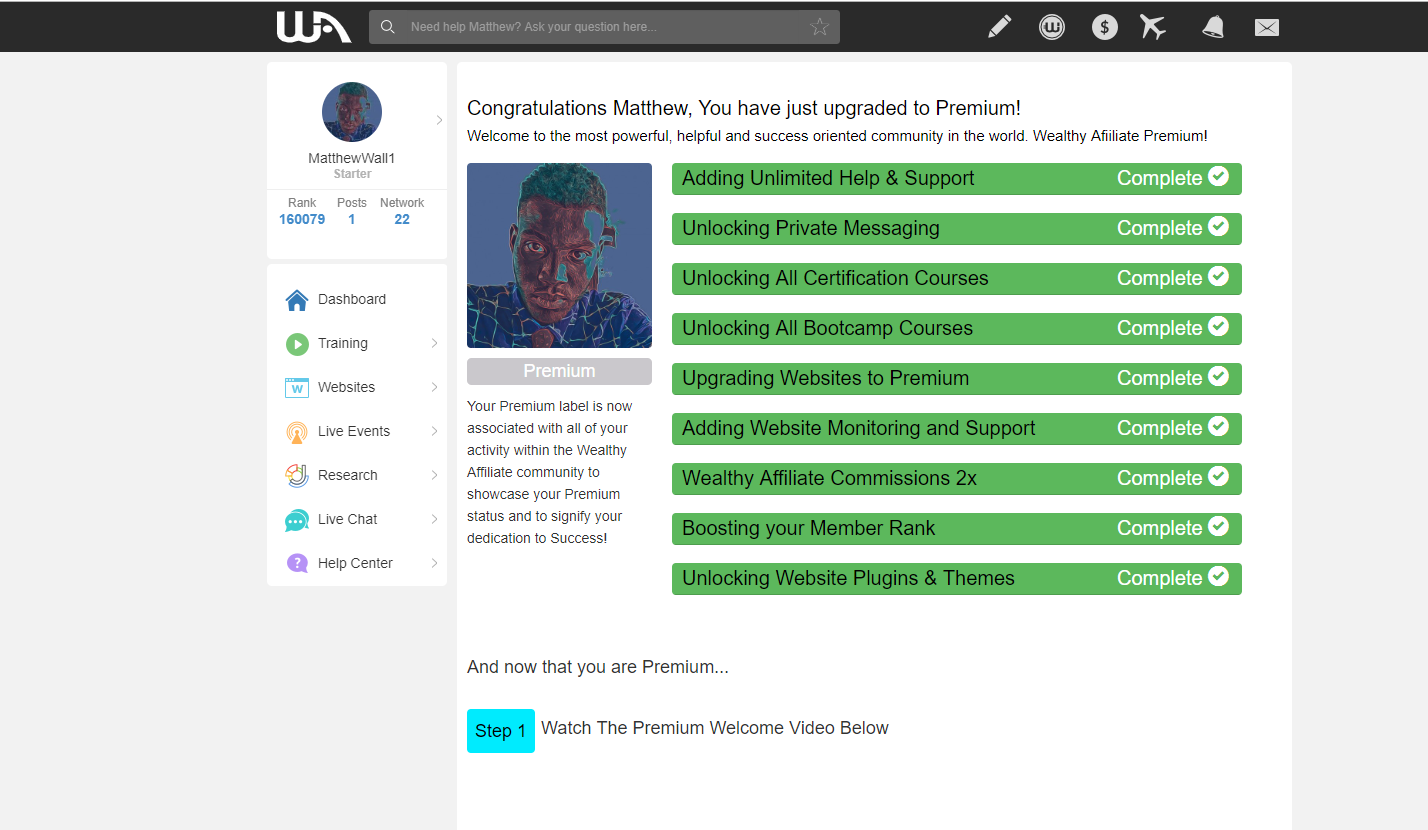 WA
Need help Matthew? Ask your question here...
MatthewWall1
Starter
Rank Posts Network
160079 1 22
Dashboard
Training
Websites
Live Events
Research
Live Chat
Help Center
Congratulations Matthew, You have just upgraded to Premium!
Welcome to the most powerful, helpful and success oriented community in the world. Wealthy Afiiliate Premium!
Premium
Your Premium label is now
associated with all of your
activity within the Wealthy
Affiliate community to
showcase your Premium
status and to signify your
dedication to Success!
Adding Unlimited Help & Support Complete
Unlocking Private Messaging Complete
Unlocking All Certification Courses Complete
Unlocking All Bootcamp Courses Complete
Upgrading Websites to Premium Complete
Adding Website Monitoring and Support Complete
Wealthy Affiliate Commissions 2x Complete
Boosting your Member Rank Complete
Unlocking Website Plugins & Themes Complete
And now that you are Premium...
Step 1 Watch The Premium Welcome Video Below